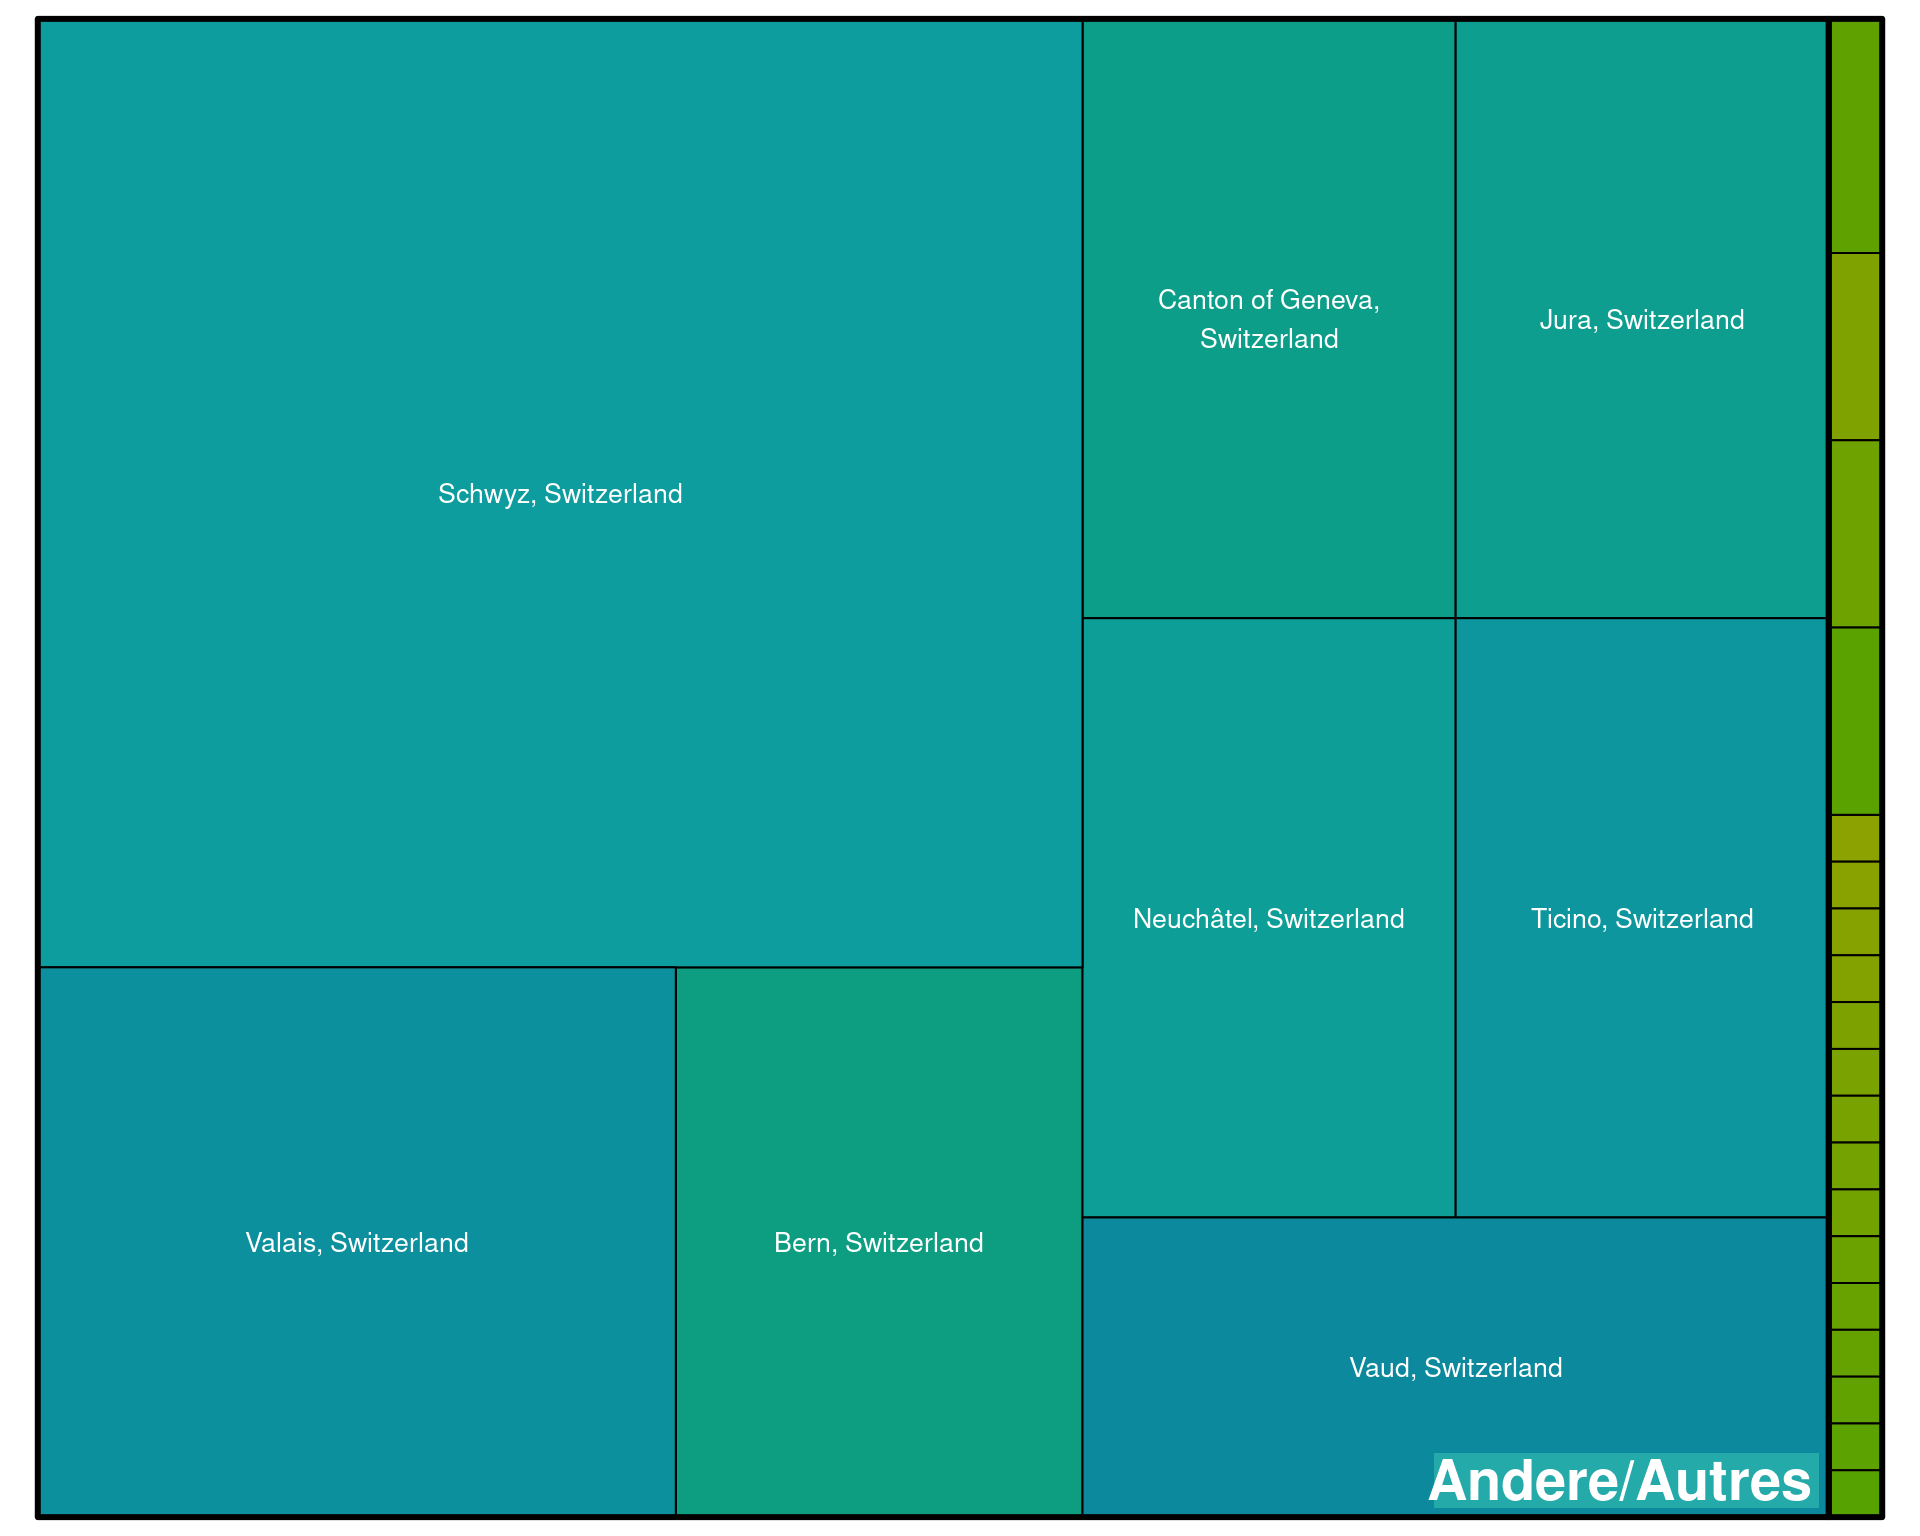 Schwyz, Switzerland
Canton of Geneva,
Switzerland
Jura, Switzerland
Neuchâtel, Switzerland
Ticino, Switzerland
Valais, Switzerland
Bern, Switzerland
Vaud, Switzerland
Andere/Autres